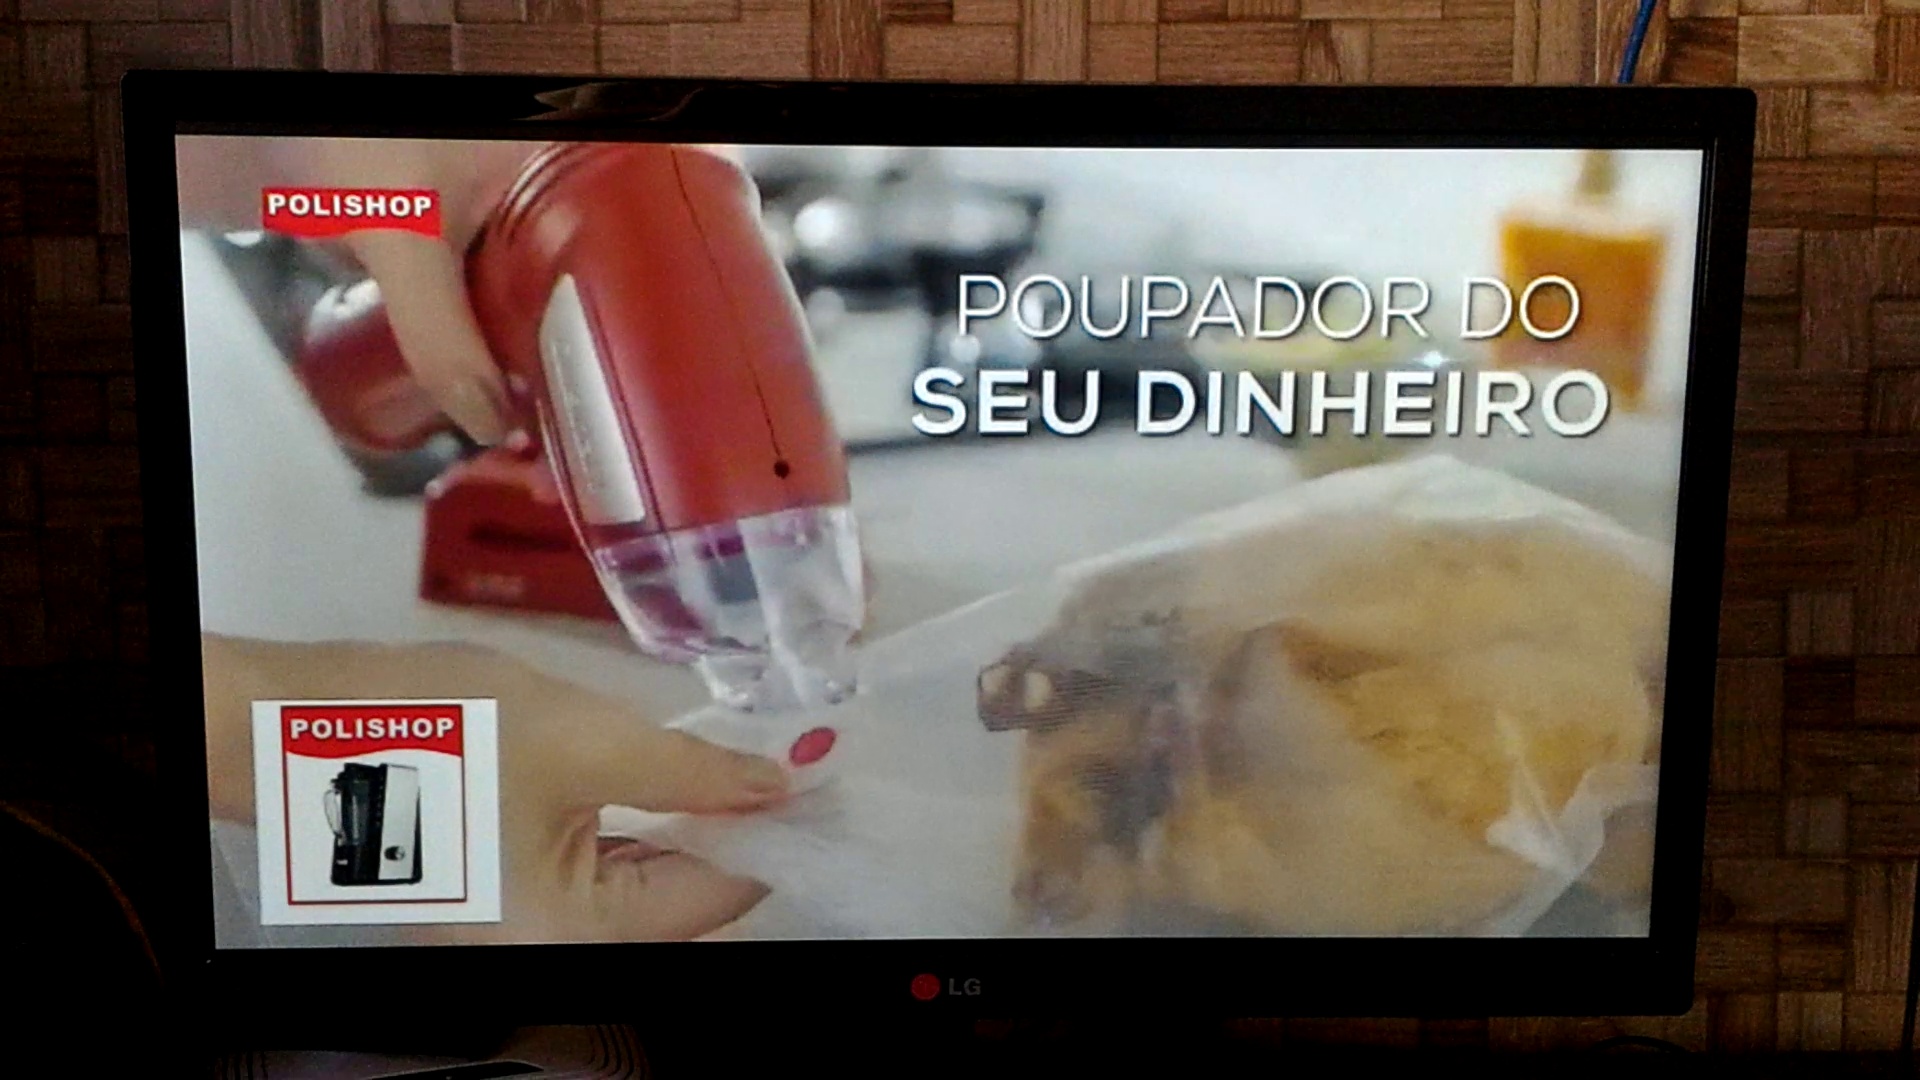 POLISHOP
POUPADOR DO
SEU DINHEIRO
POLISHOP
LG